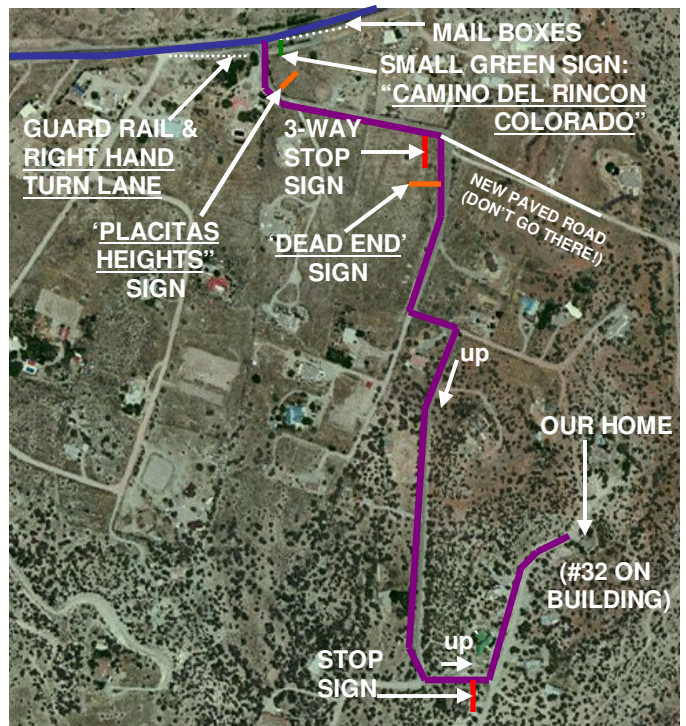 MAIL BOXES
SMALL GREEN SIGN:
“CAMINO DEL RINCON
COLORADO”
GUARD RAIL &
RIGHT HAND
TURN LANE
3-WAY
STOP
SIGN
NEW PAVED ROAD
(DON'T GO THERE!)
‘PLACITAS
HEIGHTS”
SIGN
‘DEAD END’
SIGN
up
OUR HOME
(#32 ON
BUILDING)
up
STOP
SIGN